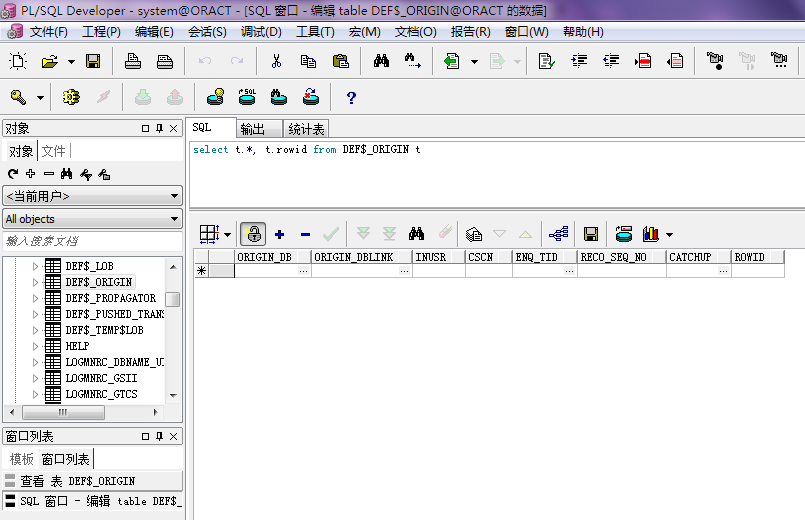 PL/SQL Developer - system@ORACT - [SQL 窗口 - 编辑 table DEF$_ORIGIN@ORACT 的数据]
文件(F) 工程(P) 编辑(E) 会话(S) 调试(D) 工具(T) 宏(M) 文档(O) 报告(R) 窗口(W) 帮助(H)
SQL
?
对象
SQL 输出 统计表
对象 文件
select t.*, t.rowid from DEF$_ORIGIN t
<当前用户>
All objects
输入搜索文档
ORIGIN_DB ORIGIN_DBLINK INUSR CSCN ENQ_TID RECO_SEQ_NO CATCHUP ROWID
DEF$_LOB
DEF$_ORIGIN
DEF$_PROPAGATOR
DEF$_PUSHED_TRANS
DEF$_TEMP$LOB
HELP
LOGMNRC_DBNAME_U
LOGMNRC_GSII
LOGMNRC_GTCS
窗口列表
模板 窗口列表
查看 表 DEF$_ORIGIN
SQL 窗口 - 编辑 table DEF$_